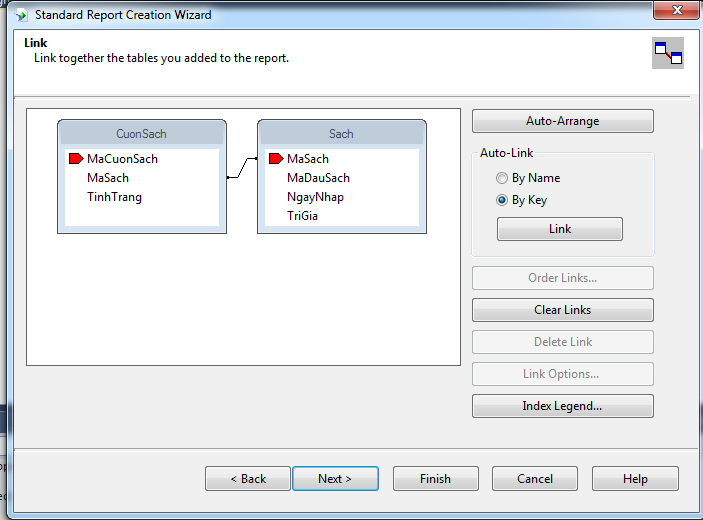 Standard Report Creation Wizard
Link
Link together the tables you added to the report.
CuonSach
MaCuonSach
MaSach
TinhTrang
Sach
MaSach
MaDauSach
NgayNhap
TriGia
Auto-Arrange
Auto-Link
By Name
By Key
Link
Order Links...
Clear Links
Delete Link
Link Options...
Index Legend...
< Back
Next >
Finish
Cancel
Help